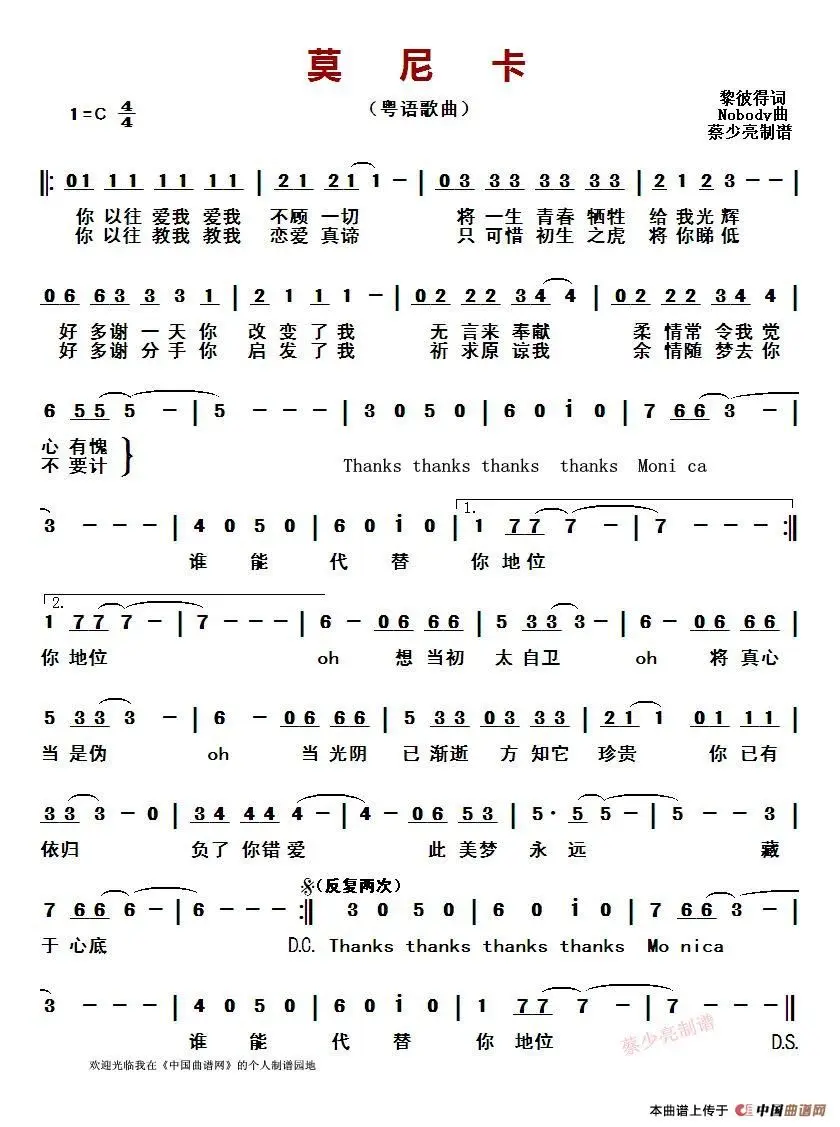 莫 尼 卡
（粤语歌曲）
1=C 4/4
黎彼得词
Nobody曲
蔡少亮制谱
‖: 01 11 11 11 | 21 21 1 - | 03 33 33 33 | 2 12 3 - - |
你 以往 爱我 爱我 不顾 一切 将 一生 青春 牺牲 给 我 光辉
你 以往 教我 教我 恋爱 真谛 只 可惜 初生 之虎 将 你 睇 低
06 63 3 3 1 | 2 1 1 1 - | 02 22 34 4 | 02 22 34 4 |
好 多谢 一 天 你 改 变 了 我 无 言来 奉献 柔 情常 令我 觉
好 多谢 分 手 你 启 发 了 我 祈 求原 谅我 余 情随 梦去 你
6 55 5 - | 5 - - - | 3 0 5 0 | 6 0 i 0 | 7 66 3 - |
心 有愧
不 要计
Thanks thanks thanks thanks Moni ca
3 - - - | 4 0 5 0 | 6 0 i 0 | 1. 1 77 7 - | 7 - - - :‖
谁 能 代 替 你 地位
2. 1 77 7 - | 7 - - - | 6 - 06 66 | 5 33 3 - | 6 - 06 66 |
你 地位 oh 想 当初 太 自卫 oh 将 真心
5 33 3 - | 6 - 06 66 | 5 33 03 33 | 21 1 01 11 |
当 是伪 oh 当 光阴 已 渐逝 方 知它 珍贵 你 已有
33 3 - 0 | 34 44 4 - | 4 - 06 53 | 5· 5 5 - | 5 - - 3 |
依归 负了 你错 爱 此 美梦 永 远 藏
𝄋(反复两次)
7 66 6 - | 6 - - - :‖ 3 0 5 0 | 6 0 i 0 | 7 66 3 - |
于 心底 D.C. Thanks thanks thanks thanks Mo nica
3 - - - | 4 0 5 0 | 6 0 i 0 | 1 77 7 - | 7 - - - ‖
谁 能 代 替 你 地位 D.S.
蔡少亮制谱
欢迎光临我在《中国曲谱网》的个人制谱园地
本曲谱上传于 中国曲谱网